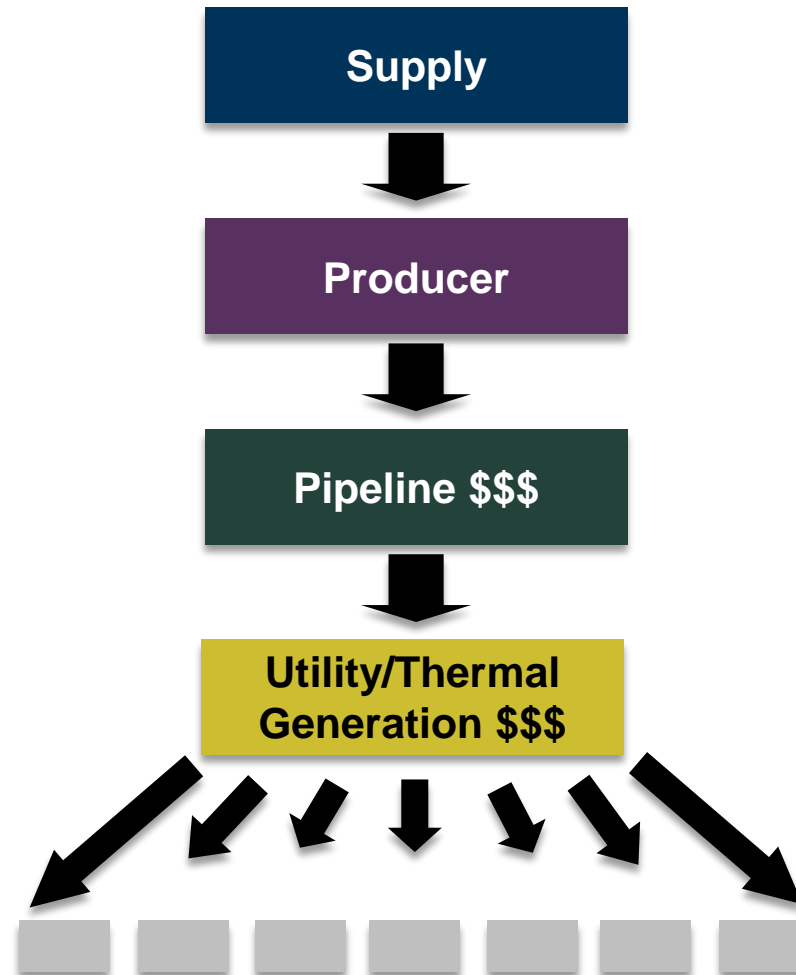 Supply
Producer
Pipeline $$$
Utility/Thermal
Generation $$$